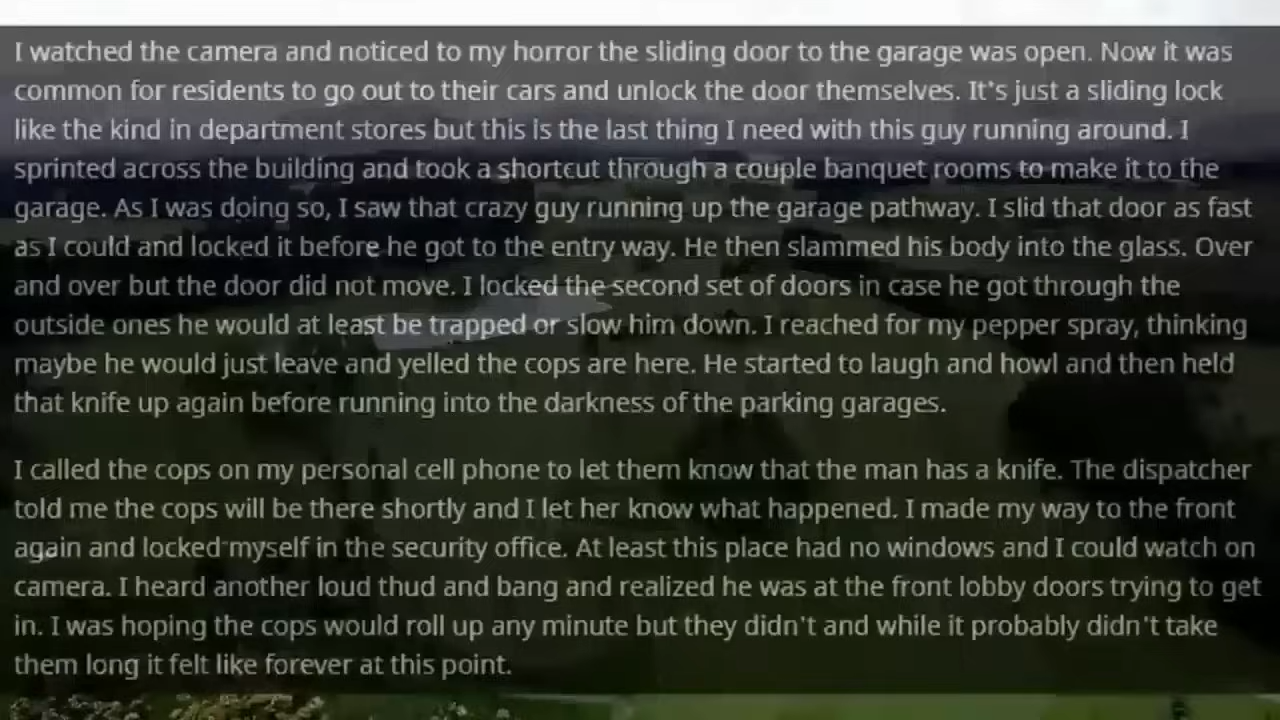 I watched the camera and noticed to my horror the sliding door to the garage was open. Now it was
common for residents to go out to their cars and unlock the door themselves. It's just a sliding lock
like the kind in department stores but this is the last thing I need with this guy running around. I
sprinted across the building and took a shortcut through a couple banquet rooms to make it to the
garage. As I was doing so, I saw that crazy guy running up the garage pathway. I slid that door as fast
as I could and locked it before he got to the entry way. He then slammed his body into the glass. Over
and over but the door did not move. I locked the second set of doors in case he got through the
outside ones he would at least be trapped or slow him down. I reached for my pepper spray, thinking
maybe he would just leave and yelled the cops are here. He started to laugh and howl and then held
that knife up again before running into the darkness of the parking garages.
I called the cops on my personal cell phone to let them know that the man has a knife. The dispatcher
told me the cops will be there shortly and I let her know what happened. I made my way to the front
again and locked myself in the security office. At least this place had no windows and I could watch on
camera. I heard another loud thud and bang and realized he was at the front lobby doors trying to get
in. I was hoping the cops would roll up any minute but they didn't and while it probably didn't take
them long it felt like forever at this point.